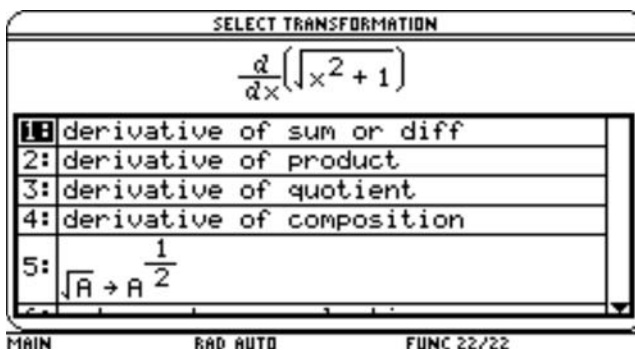 SELECT TRANSFORMATION
d/dx(√(x² + 1))
1: derivative of sum or diff
2: derivative of product
3: derivative of quotient
4: derivative of composition
5: √A → A^(1/2)
MAIN RAD AUTO FUNC 22/22